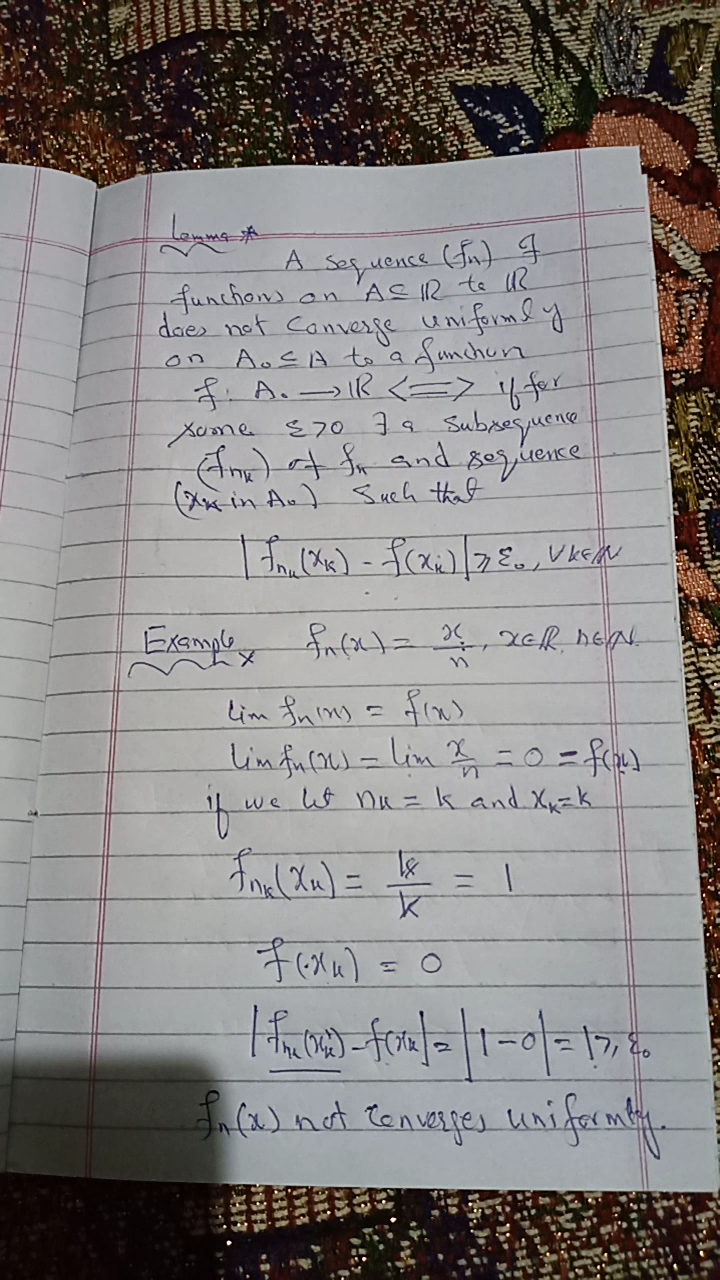 Lemma *
A sequence (fn) of
functions on A ⊆ IR to IR
does not Converge uniformly
on A₀ ⊆ A to a function
f: A₀ → IR <=> if for
some ε>0 ∃ a subsequence
(fnₖ) of fn and sequence
(xₖ in A₀) Such that
|fnₖ(xₖ) - f(xₖ)| ≥ ε₀, ∀ k∈N
Example x fn(x) = x/n, x∈R, n∈N
lim fn(x) = f(x)
lim fn(x) = lim x/n = 0 = f(x)
if we let nₖ = k and xₖ=k
fnₖ(xₖ) = k/k = 1
f(xₖ) = 0
|fnₖ(xₖ) - f(xₖ)| = |1-0| = 1 ≥ ε₀
fn(x) not Converges uniformly.